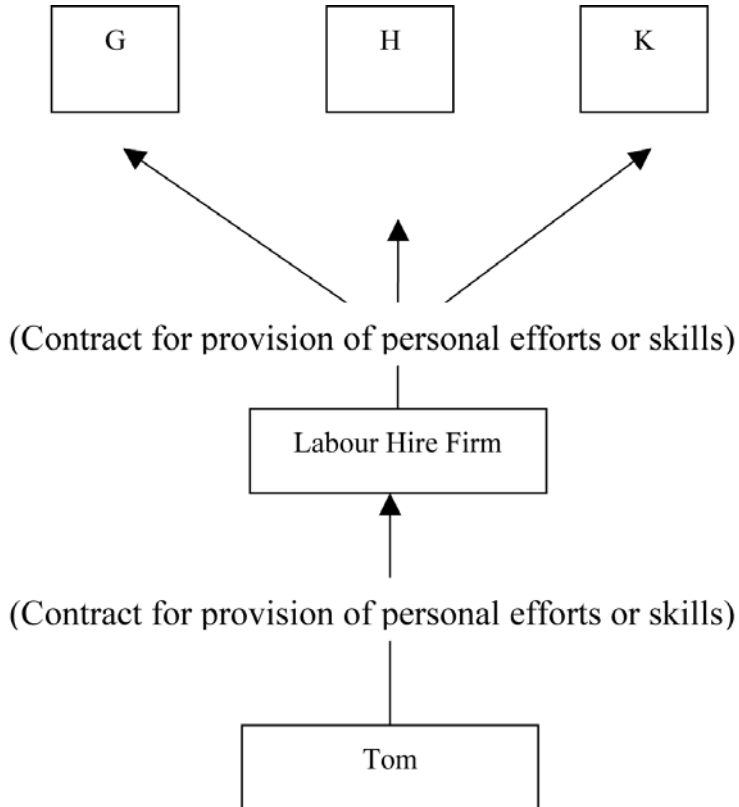 G H K
(Contract for provision of personal efforts or skills)
Labour Hire Firm
(Contract for provision of personal efforts or skills)
Tom